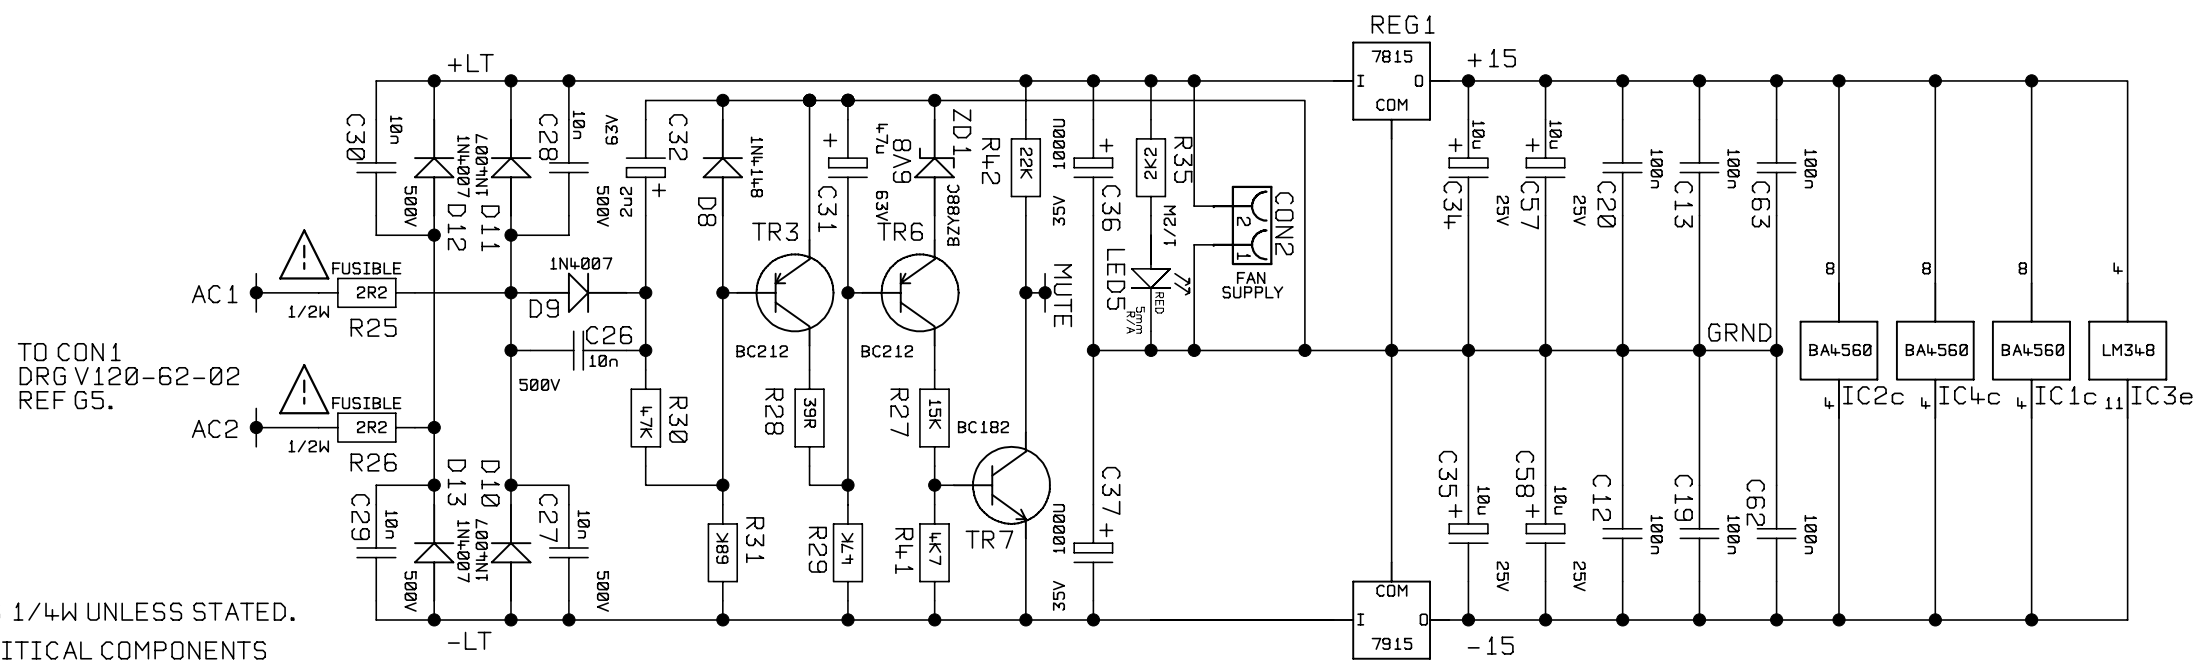 REG1
7815
I
O
COM
+15
+LT
C30
10n
500V
1N4007
D12
1N4007
D11
C28
10n
500V
63V
C32
2u2
+
1N4148
D8
TR3
BC212
+
47u
C31
63V
ZD1
8V9
BZY88C
TR6
BC212
R42
22K
1000U
+
35V
C36
R35
2K2
M2/1
LED5
RED
5mm
R/A
CON2
2
1
FAN
SUPPLY
MUTE
10u
+
C34
25V
10u
+
C57
25V
C20
100n
C13
100n
C63
100n
FUSIBLE
AC1
2R2
1/2W
R25
1N4007
D9
C26
10n
500V
TO CON1
DRG V120-62-02
REF G5.
FUSIBLE
AC2
2R2
1/2W
R26
R30
47K
R28
39R
R27
15K
BC182
TR7
R31
68K
R29
47K
R41
4K7
GRND
8
BA4560
4
IC2c
8
BA4560
4
IC4c
8
BA4560
4
IC1c
4
LM348
11
IC3e
C29
10n
500V
D13
1N4007
D10
1N4007
C27
10n
500V
C37
+
1000U
35V
C35
+
10u
25V
C58
+
10u
25V
C12
100n
C19
100n
C62
100n
COM
I
O
7915
-15
-LT
1/4W UNLESS STATED.
ITICAL COMPONENTS